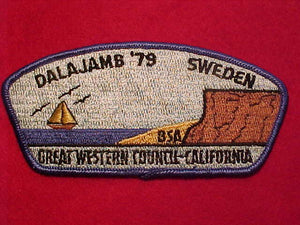 DALAJAMB '79 SWEDEN
BSA
GREAT WESTERN COUNCIL-CALIFORNIA